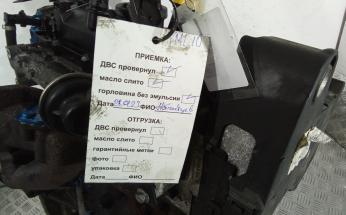 ПРИЕМКА:
ДВС провернул
масло слито
горловина без эмульсии
Дата ФИО
ОТГРУЗКА:
ДВС провернул
масло слито
гарантийные метки
фото
упаковка
Дата ФИО